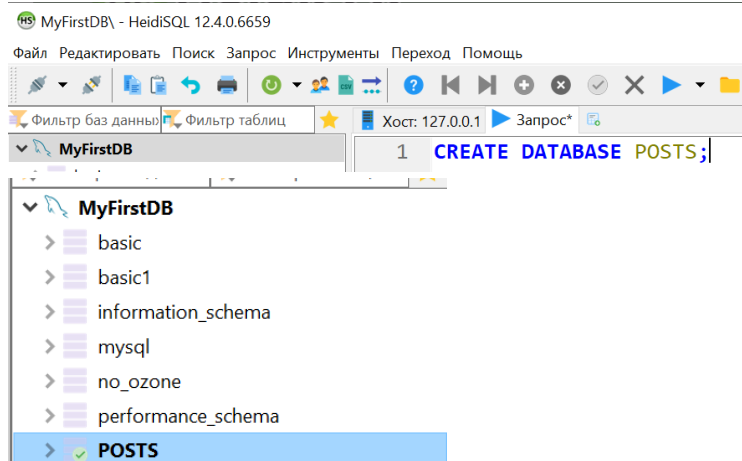 MyFirstDB\ - HeidiSQL 12.4.0.6659
Файл Редактировать Поиск Запрос Инструменты Переход Помощь
Фильтр баз данных Фильтр таблиц Хост: 127.0.0.1 Запрос*
MyFirstDB
1 CREATE DATABASE POSTS;
MyFirstDB
basic
basic1
information_schema
mysql
no_ozone
performance_schema
POSTS